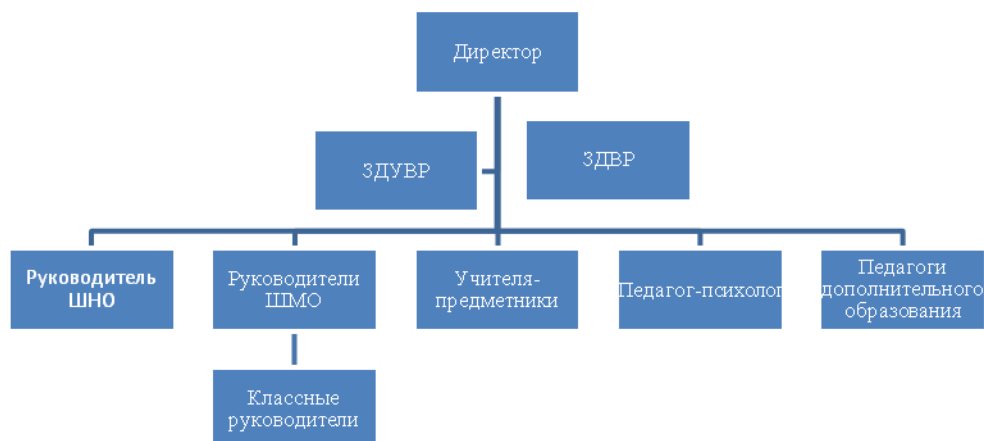 Директор
ЗДУВР
ЗДВР
Руководитель
ШНО
Руководители
ШМО
Учителя-
предметники
Педагог-психолог
Педагоги
дополнительного
образования
Классные
руководители